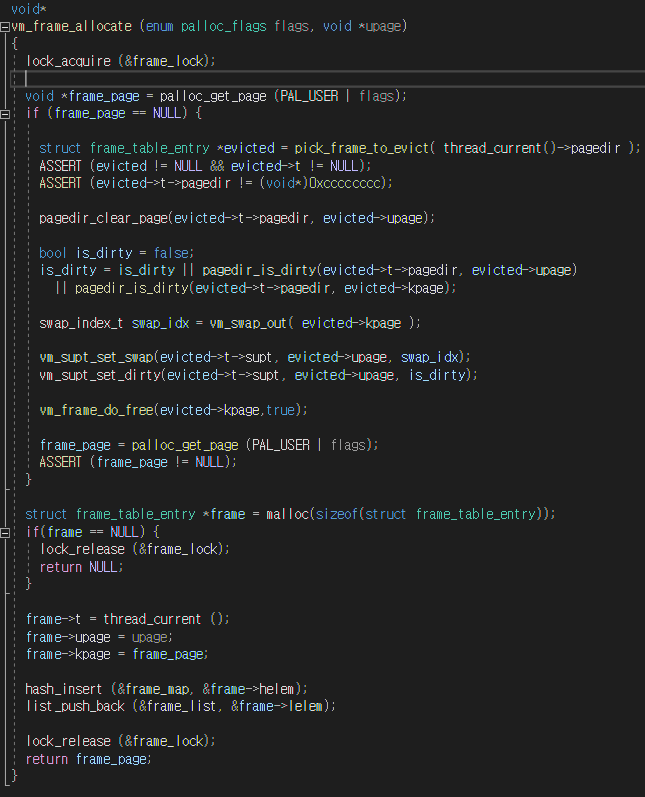 void*
vm_frame_allocate (enum palloc_flags flags, void *upage)
{
lock_acquire (&frame_lock);
void *frame_page = palloc_get_page (PAL_USER | flags);
if (frame_page == NULL) {
struct frame_table_entry *evicted = pick_frame_to_evict( thread_current()->pagedir );
ASSERT (evicted != NULL && evicted->t != NULL);
ASSERT (evicted->t->pagedir != (void*)0xcccccccc);
pagedir_clear_page(evicted->t->pagedir, evicted->upage);
bool is_dirty = false;
is_dirty = is_dirty || pagedir_is_dirty(evicted->t->pagedir, evicted->upage)
|| pagedir_is_dirty(evicted->t->pagedir, evicted->kpage);
swap_index_t swap_idx = vm_swap_out( evicted->kpage );
vm_supt_set_swap(evicted->t->supt, evicted->upage, swap_idx);
vm_supt_set_dirty(evicted->t->supt, evicted->upage, is_dirty);
vm_frame_do_free(evicted->kpage,true);
frame_page = palloc_get_page (PAL_USER | flags);
ASSERT (frame_page != NULL);
}
struct frame_table_entry *frame = malloc(sizeof(struct frame_table_entry));
if(frame == NULL) {
lock_release (&frame_lock);
return NULL;
}
frame->t = thread_current ();
frame->upage = upage;
frame->kpage = frame_page;
hash_insert (&frame_map, &frame->helem);
list_push_back (&frame_list, &frame->lelem);
lock_release (&frame_lock);
return frame_page;
}